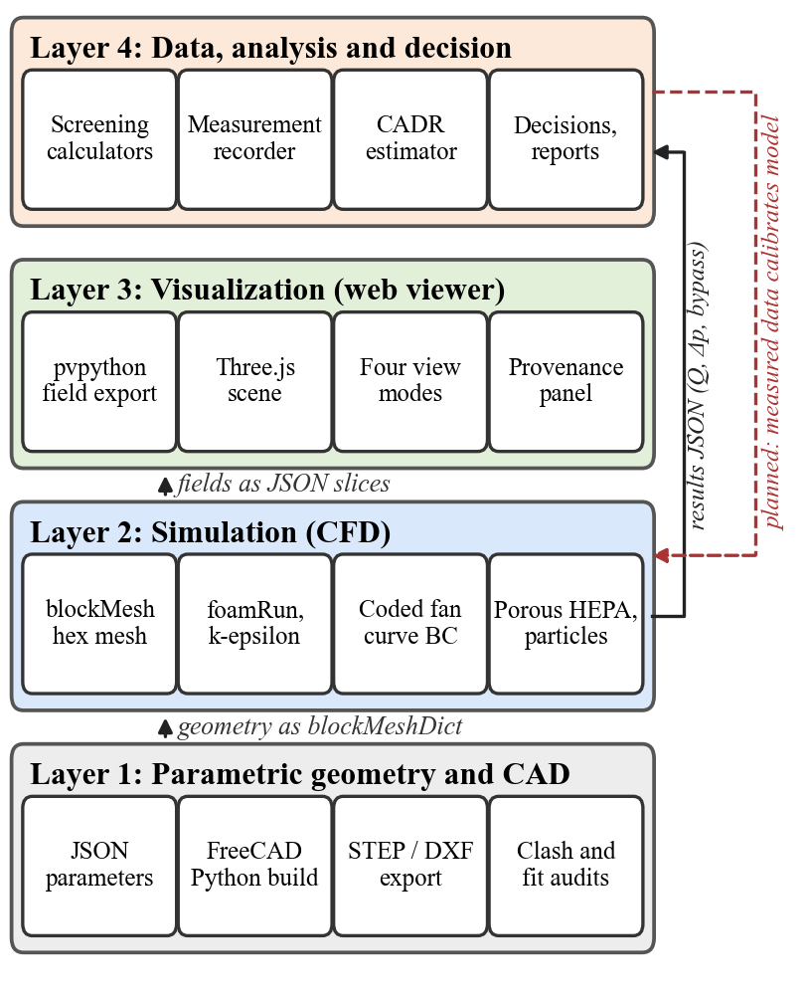 Layer 4: Data, analysis and decision
Screening
calculators
Measurement
recorder
CADR
estimator
Decisions,
reports
Layer 3: Visualization (web viewer)
pvpython
field export
Three.js
scene
Four view
modes
Provenance
panel
fields as JSON slices
Layer 2: Simulation (CFD)
blockMesh
hex mesh
foamRun,
k-epsilon
Coded fan
curve BC
Porous HEPA,
particles
geometry as blockMeshDict
Layer 1: Parametric geometry and CAD
JSON
parameters
FreeCAD
Python build
STEP / DXF
export
Clash and
fit audits
results JSON (Q, Δp, bypass)
planned: measured data calibrates model